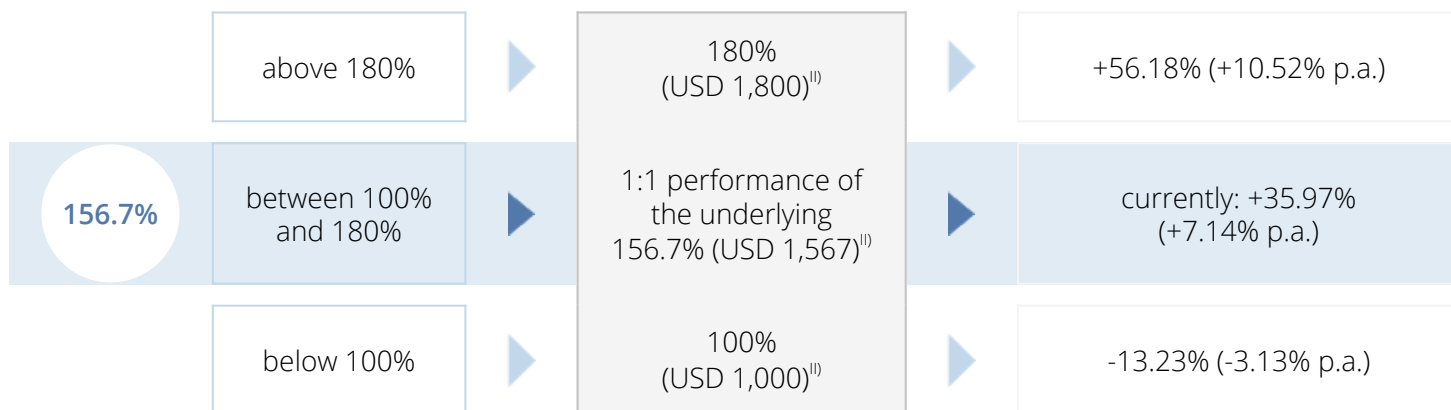 above 180%
180%
(USD 1,800)II)
+56.18% (+10.52% p.a.)
156.7%
between 100%
and 180%
1:1 performance of
the underlying
156.7% (USD 1,567)II)
currently: +35.97%
(+7.14% p.a.)
below 100%
100%
(USD 1,000)II)
-13.23% (-3.13% p.a.)